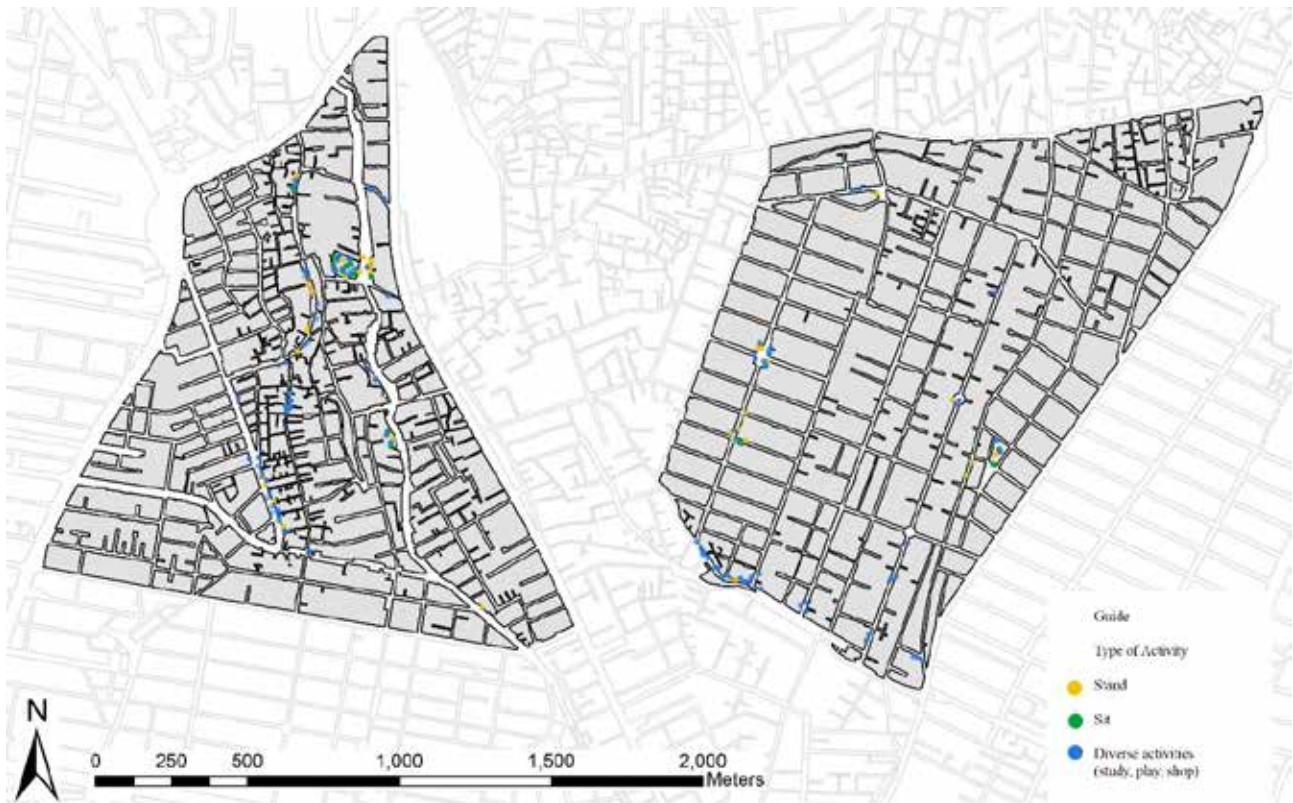 Guide
Type of Activity
Stand
Sit
Diverse activities
(study, play, shop)
N
0 250 500 1,000 1,500 2,000
Meters